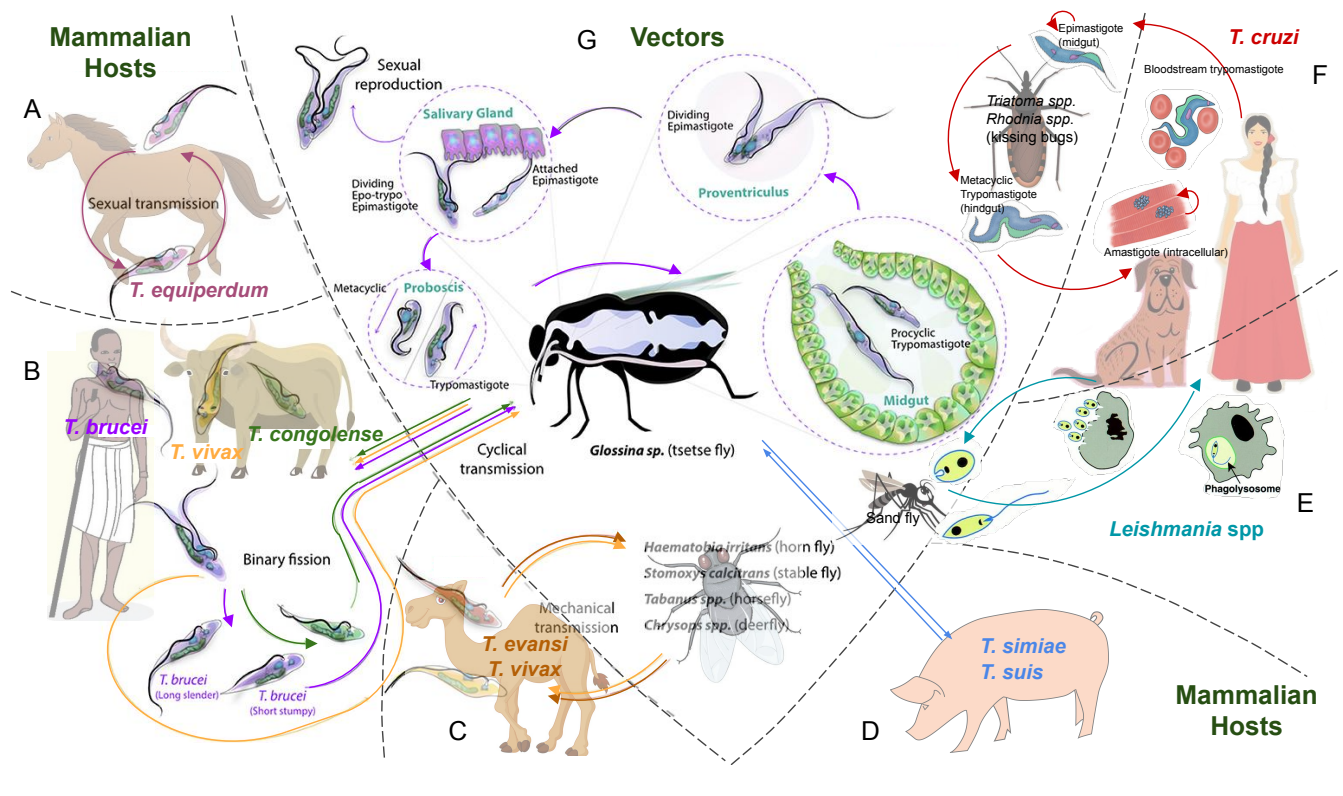 Mammalian
Hosts
A
Sexual transmission
T. equiperdum
B
T. brucei
T. vivax
T. congolense
Binary fission
T. brucei
(Long slender)
T. brucei
(Short stumpy)
G
Vectors
Sexual
reproduction
Salivary Gland
Dividing
Epo-trypo
Epimastigote
Attached
Epimastigote
Dividing
Epimastigote
Proventriculus
Metacyclic
Proboscis
Trypomastigote
Procyclic
Trypomastigote
Midgut
Cyclical
transmission
Glossina sp. (tsetse fly)
Haematobia irritans (horn fly)
Stomoxys calcitrans (stable fly)
Tabanus spp. (horsefly)
Chrysops spp. (deerfly)
Mechanical
transmission
T. evansi
T. vivax
C
D
T. simiae
T. suis
Mammalian
Hosts
Sand fly
Leishmania spp
E
Phagolysosome
F
T. cruzi
Epimastigote
(midgut)
Bloodstream trypomastigote
Triatoma spp.
Rhodnia spp.
(kissing bugs)
Metacyclic
Trypomastigote
(hindgut)
Amastigote (intracellular)